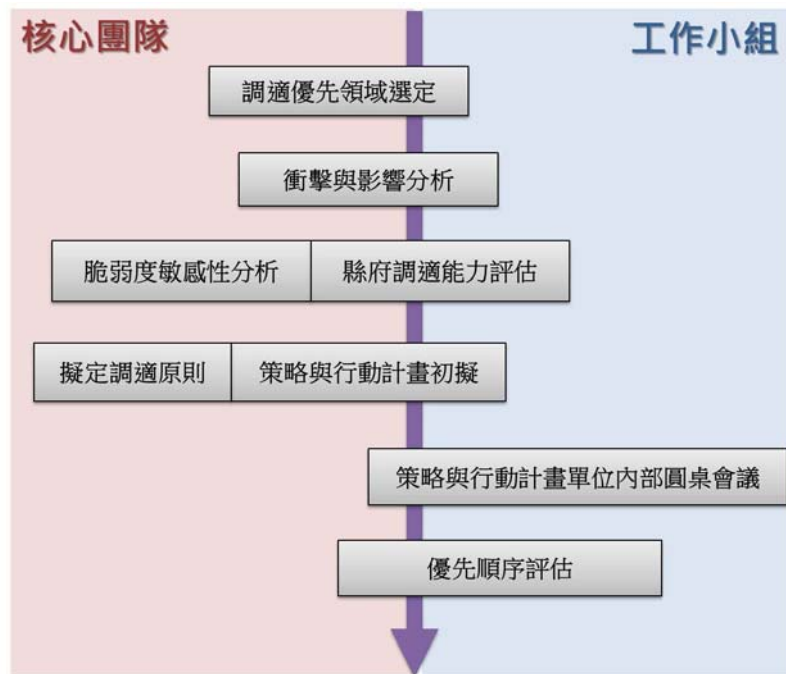 核心團隊
工作小組
調適優先領域選定
衝擊與影響分析
脆弱度敏感性分析
縣府調適能力評估
擬定調適原則
策略與行動計畫初擬
策略與行動計畫單位內部圓桌會議
優先順序評估